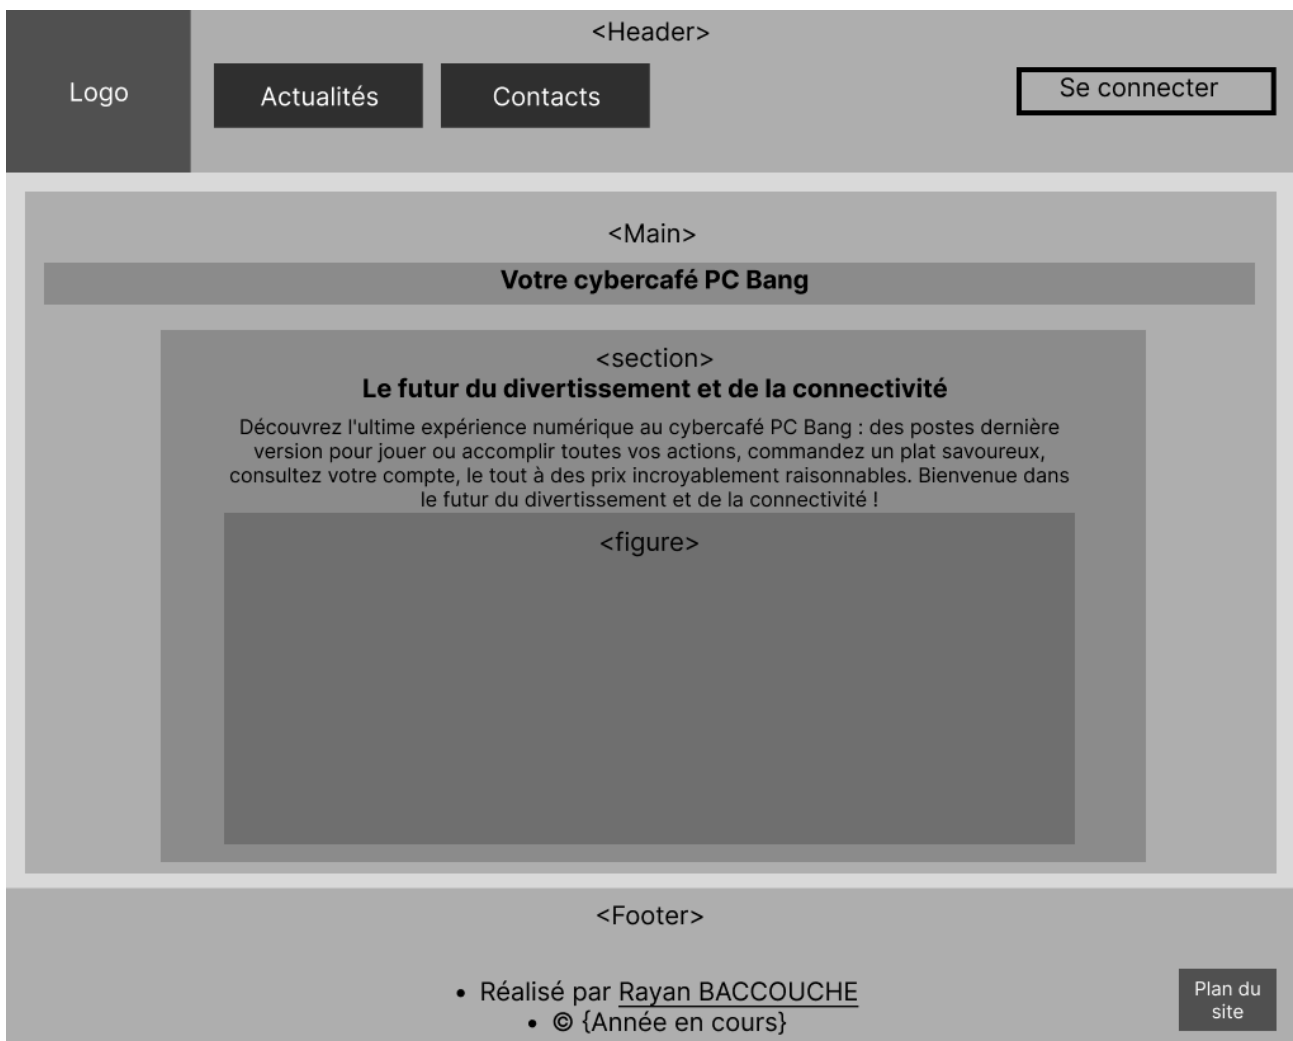 <Header>
Logo
Actualités
Contacts
Se connecter
<Main>
Votre cybercafé PC Bang
<section>
Le futur du divertissement et de la connectivité
Découvrez l'ultime expérience numérique au cybercafé PC Bang : des postes dernière
version pour jouer ou accomplir toutes vos actions, commandez un plat savoureux,
consultez votre compte, le tout à des prix incroyablement raisonnables. Bienvenue dans
le futur du divertissement et de la connectivité !
<figure>
<Footer>
• Réalisé par Rayan BACCOUCHE
• © {Année en cours}
Plan du
site